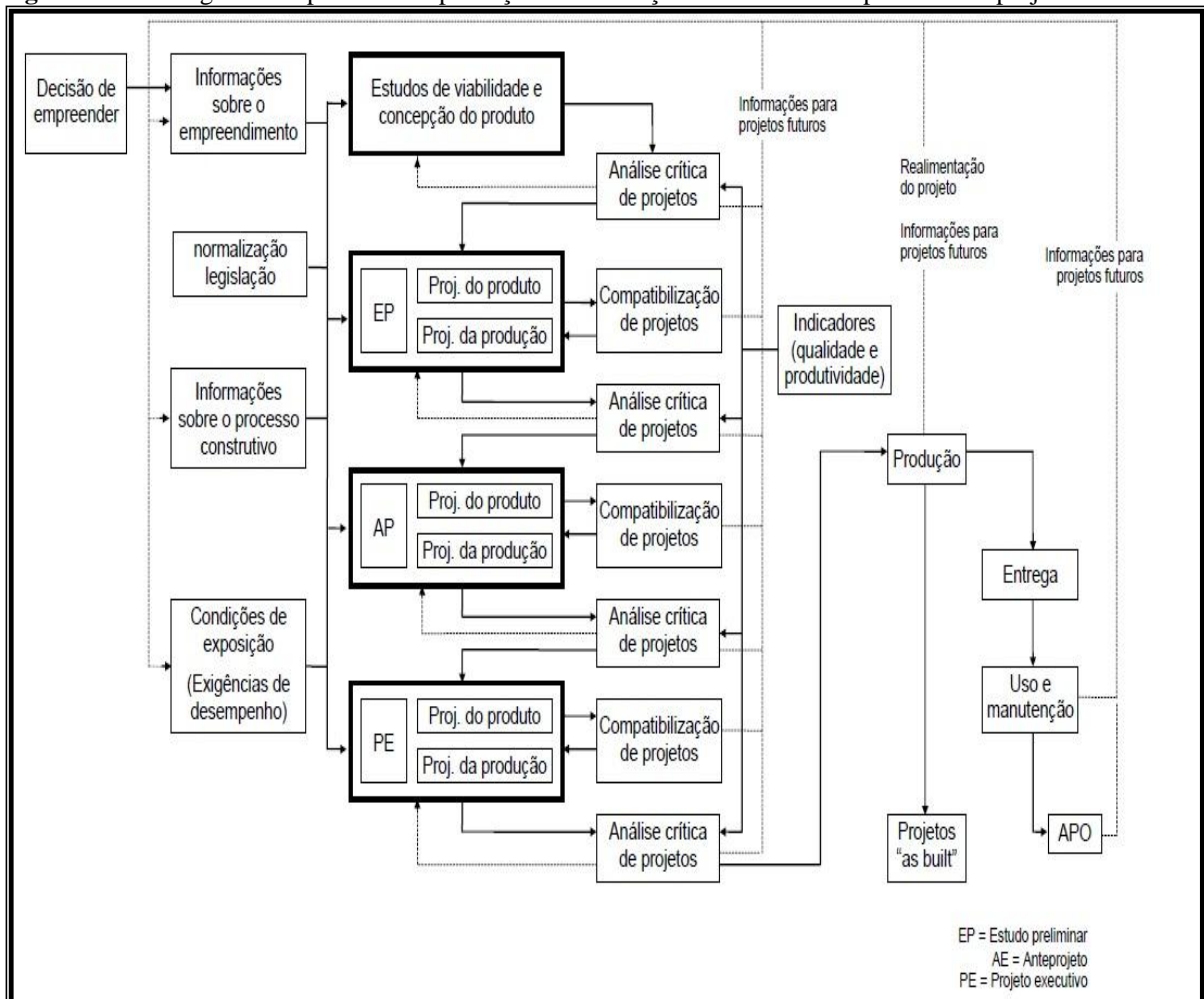 Decisão de
empreender
Informações
sobre o
empreendimento
normalização
legislação
Informações
sobre o processo
construtivo
Condições de
exposição
(Exigências de
desempenho)
Estudos de viabilidade e
concepção do produto
Análise crítica
de projetos
EP
Proj. do produto
Proj. da produção
Compatibilização
de projetos
Análise crítica
de projetos
AP
Proj. do produto
Proj. da produção
Compatibilização
de projetos
Análise crítica
de projetos
PE
Proj. do produto
Proj. da produção
Compatibilização
de projetos
Análise crítica
de projetos
Informações para
projetos futuros
Indicadores
(qualidade e
produtividade)
Realimentação
do projeto
Informações para
projetos futuros
Informações para
projetos futuros
Produção
Entrega
Uso e
manutenção
Projetos
“as built”
APO
EP = Estudo preliminar
AE = Anteprojeto
PE = Projeto executivo